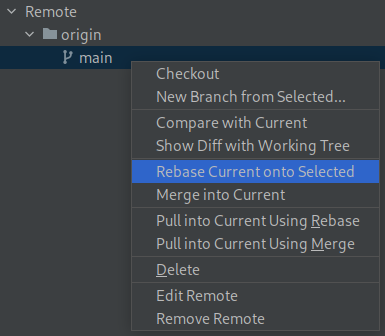 Remote
origin
main
Checkout
New Branch from Selected...
Compare with Current
Show Diff with Working Tree
Rebase Current onto Selected
Merge into Current
Pull into Current Using Rebase
Pull into Current Using Merge
Delete
Edit Remote
Remove Remote